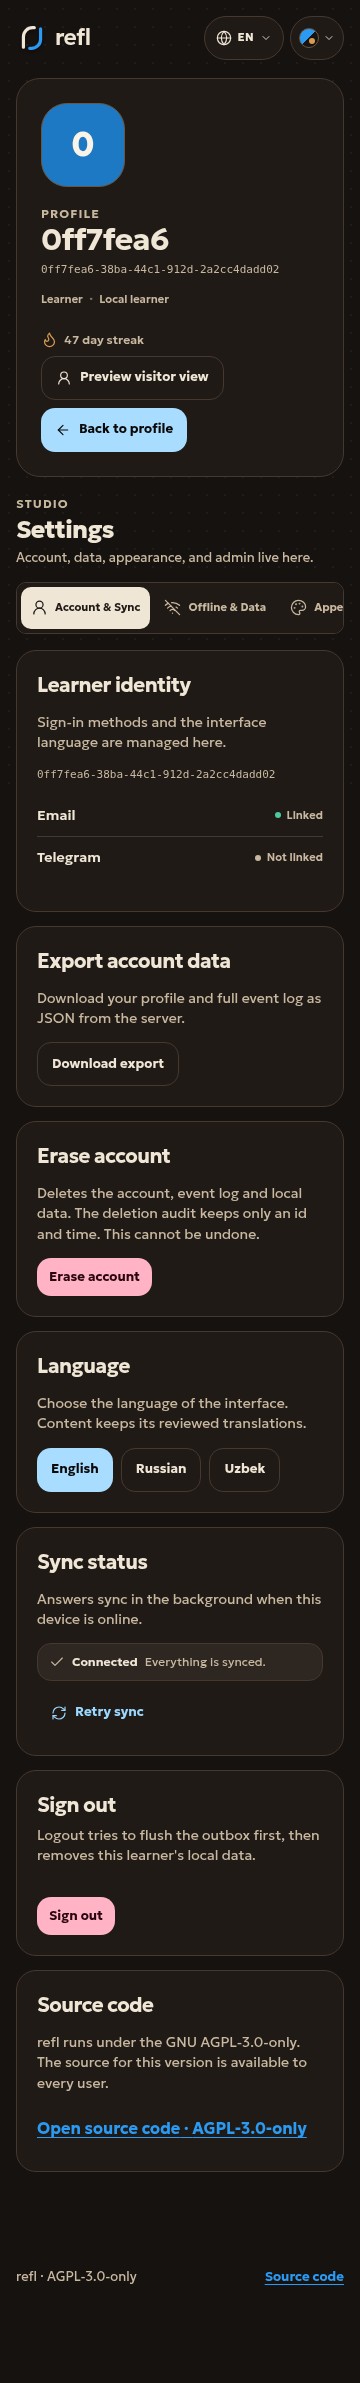 refl
EN
0
PROFILE
0ff7fea6
0ff7fea6-38ba-44c1-912d-2a2cc4dadd02
Learner · Local learner
47 day streak
Preview visitor view
Back to profile
STUDIO
Settings
Account, data, appearance, and admin live here.
Account & Sync
Offline & Data
Appe
Learner identity
Sign-in methods and the interface
language are managed here.
0ff7fea6-38ba-44c1-912d-2a2cc4dadd02
Email
Linked
Telegram
Not linked
Export account data
Download your profile and full event log as
JSON from the server.
Download export
Erase account
Deletes the account, event log and local
data. The deletion audit keeps only an id
and time. This cannot be undone.
Erase account
Language
Choose the language of the interface.
Content keeps its reviewed translations.
English
Russian
Uzbek
Sync status
Answers sync in the background when this
device is online.
Connected Everything is synced.
Retry sync
Sign out
Logout tries to flush the outbox first, then
removes this learner's local data.
Sign out
Source code
refl runs under the GNU AGPL-3.0-only.
The source for this version is available to
every user.
Open source code · AGPL-3.0-only
refl · AGPL-3.0-only
Source code